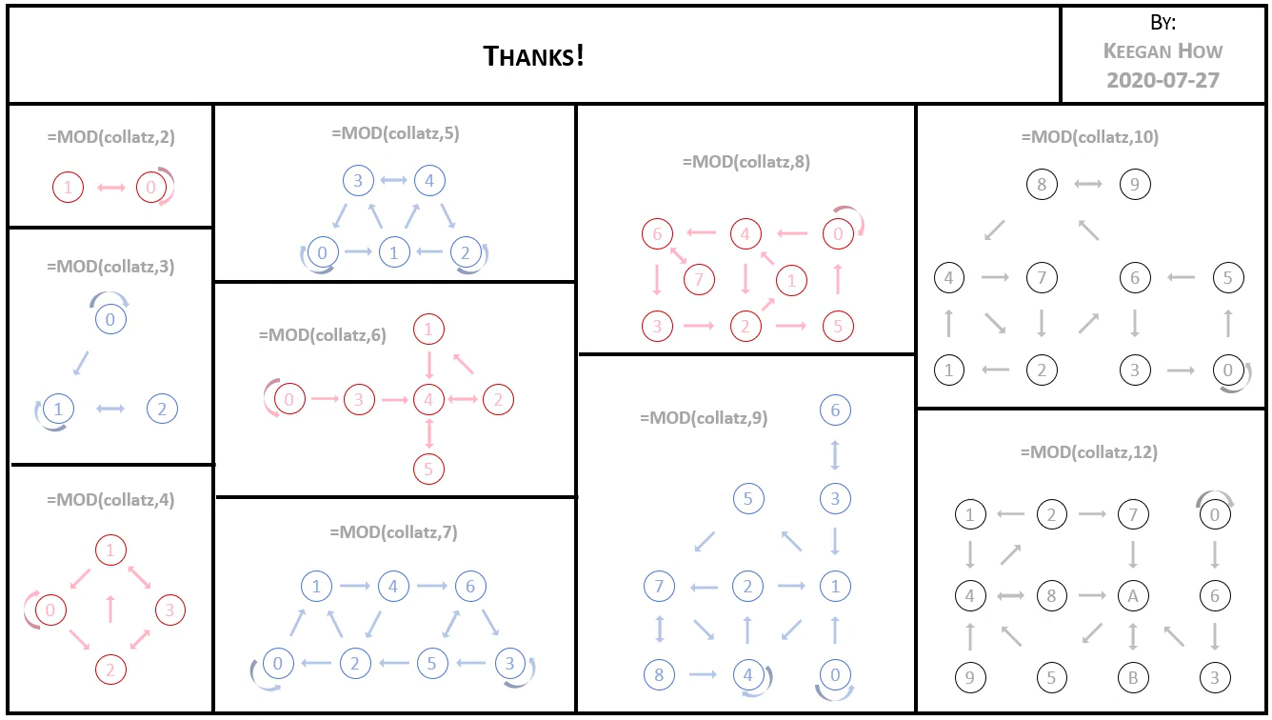 THANKS!
BY:
KEEGAN HOW
2020-07-27
=MOD(collatz,2)
1 0
=MOD(collatz,3)
0
1 2
=MOD(collatz,4)
1
0 3
2
=MOD(collatz,5)
3 4
0 1 2
=MOD(collatz,6)
1
0 3 4 2
5
=MOD(collatz,7)
1 4 6
0 2 5 3
=MOD(collatz,8)
6 4 0
7 1
3 2 5
=MOD(collatz,9)
6
5 3
7 2 1
8 4 0
=MOD(collatz,10)
8 9
4 7 6 5
1 2 3 0
=MOD(collatz,12)
1 2 7 0
4 8 A 6
9 5 B 3